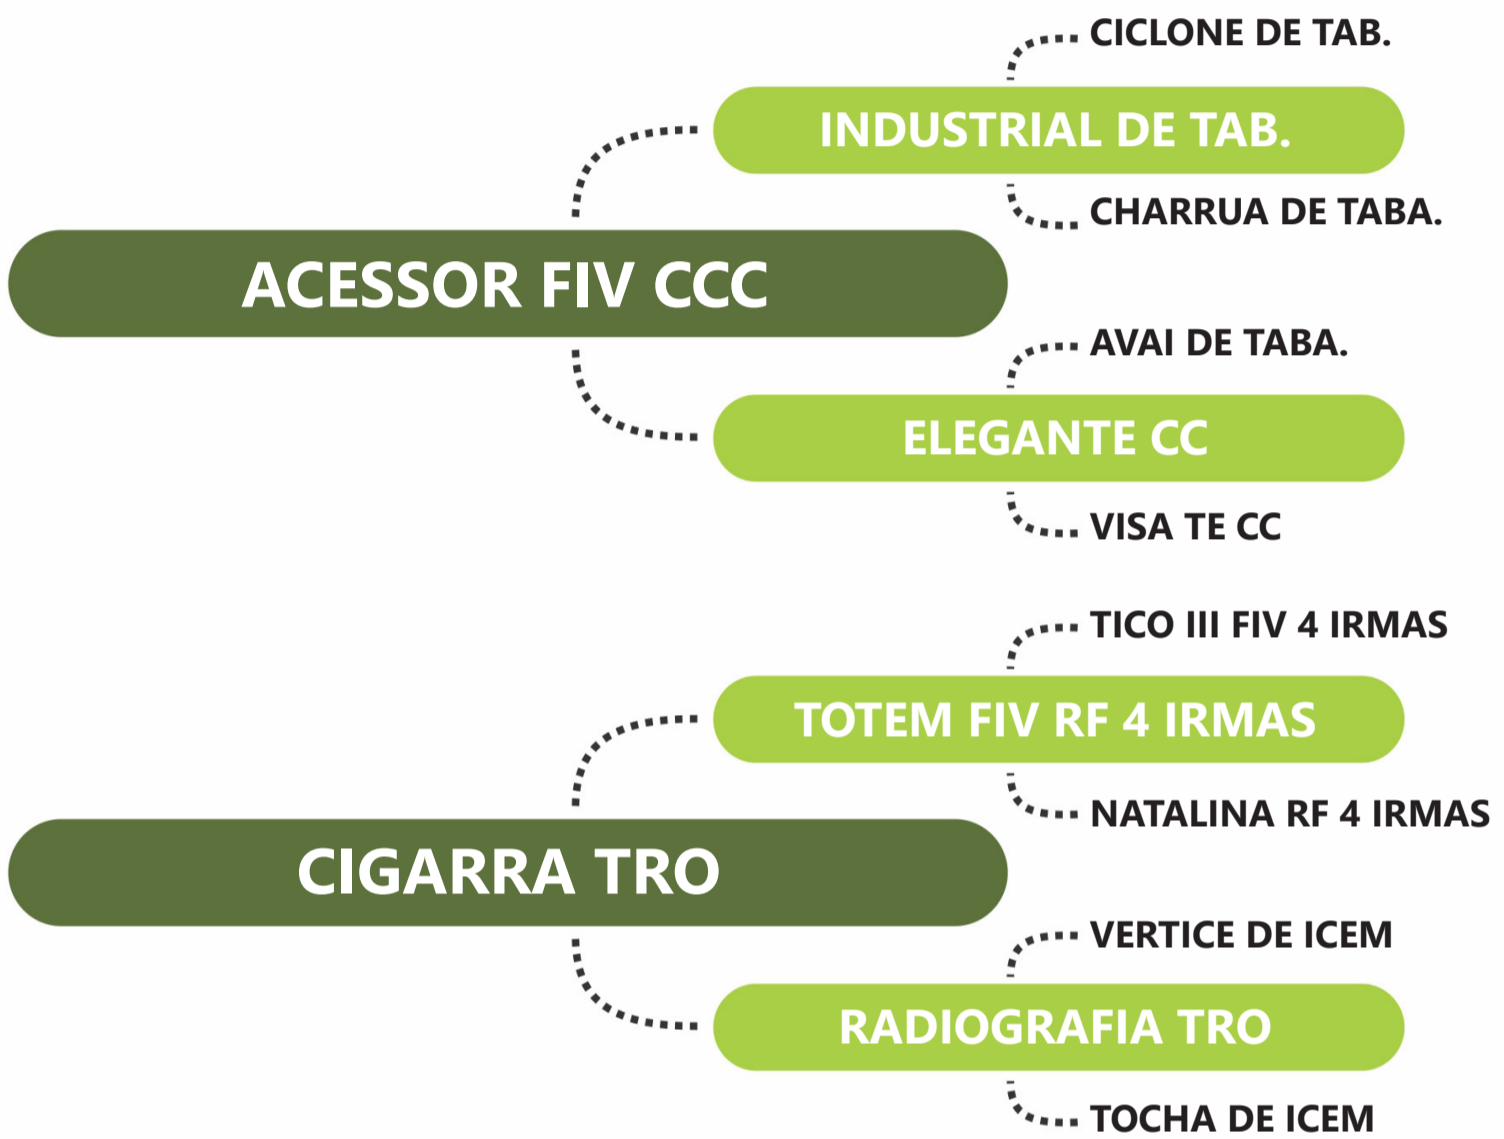 CICLONE DE TAB.
INDUSTRIAL DE TAB.
CHARRUA DE TABA.
ACESSOR FIV CCC
AVAI DE TABA.
ELEGANTE CC
VISA TE CC
TICO III FIV 4 IRMAS
TOTEM FIV RF 4 IRMAS
NATALINA RF 4 IRMAS
CIGARRA TRO
VERTICE DE ICEM
RADIOGRAFIA TRO
TOCHA DE ICEM